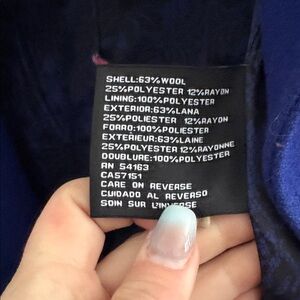 SHELL:63%WOOL
25%POLYESTER 12%RAYON
LINING:100%POLYESTER
EXTERIOR:63%LANA
25%POLIESTER 12%RAYON
FORRO:100%POLIESTER
EXTÉRIEUR:63%LAINE
25%POLYESTER 12%RAYONNE
DOUBLURE:100%POLYESTER
RN 54163
CA57151
CARE ON REVERSE
CUIDADO AL REVERSO
SOIN SUR L'INVERSE